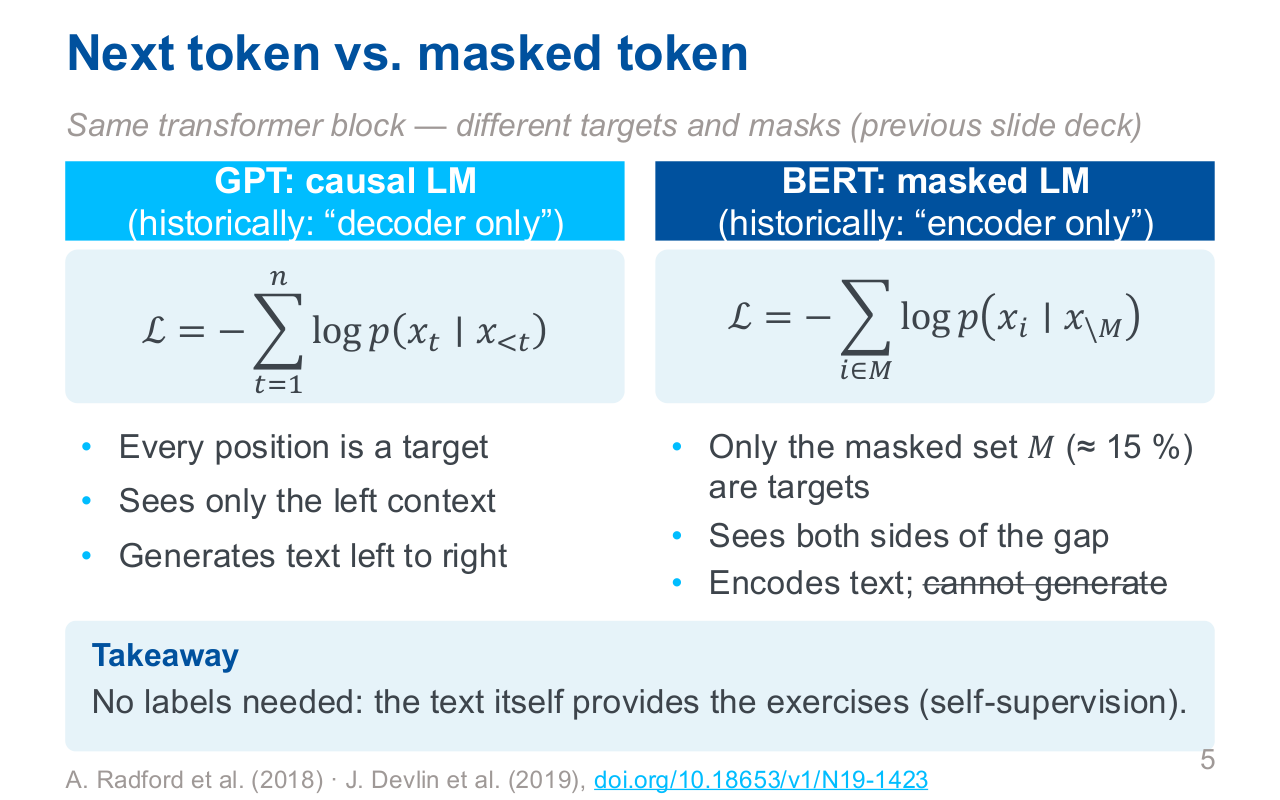 Next token vs. masked token
Same transformer block — different targets and masks (previous slide deck)
GPT: causal LM
(historically: “decoder only”)
ℒ = − ∑_{t=1}^{n} log p(x_t ∣ x_{<t})
Every position is a target
Sees only the left context
Generates text left to right
BERT: masked LM
(historically: “encoder only”)
ℒ = − ∑_{i∈M} log p(x_i ∣ x_{\M})
Only the masked set M (≈ 15 %)
are targets
Sees both sides of the gap
Encodes text; cannot generate
Takeaway
No labels needed: the text itself provides the exercises (self-supervision).
5
A. Radford et al. (2018) · J. Devlin et al. (2019), doi.org/10.18653/v1/N19-1423